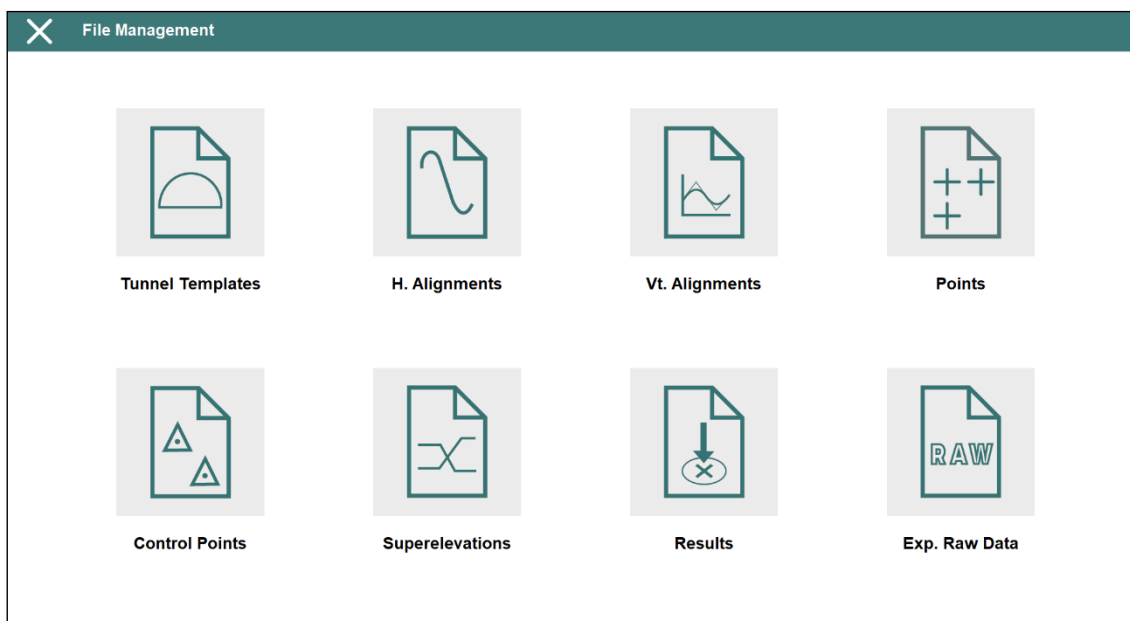 File Management
Tunnel Templates
H. Alignments
Vt. Alignments
Points
RAW
Control Points
Superelevations
Results
Exp. Raw Data